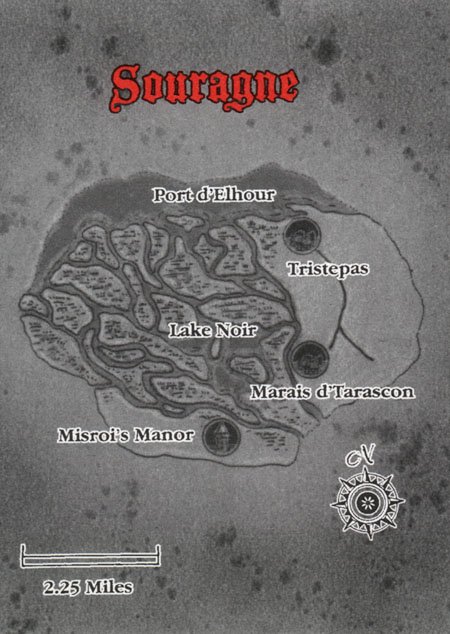 Souragne
Port d'Elhour
Tristepas
Lake Noir
Marais d'Tarascon
Misroi's Manor
N
2.25 Miles